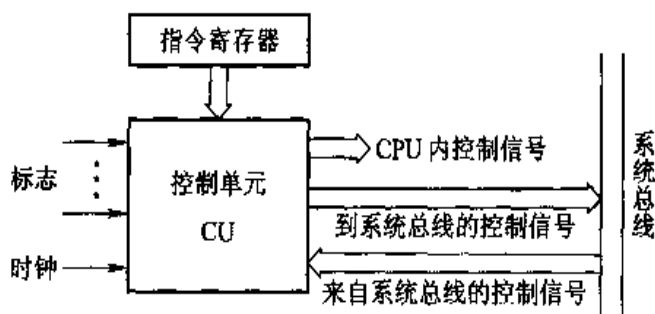 指令寄存器
标志
时钟
控制单元
CU
CPU内控制信号
到系统总线的控制信号
来自系统总线的控制信号
系统总线